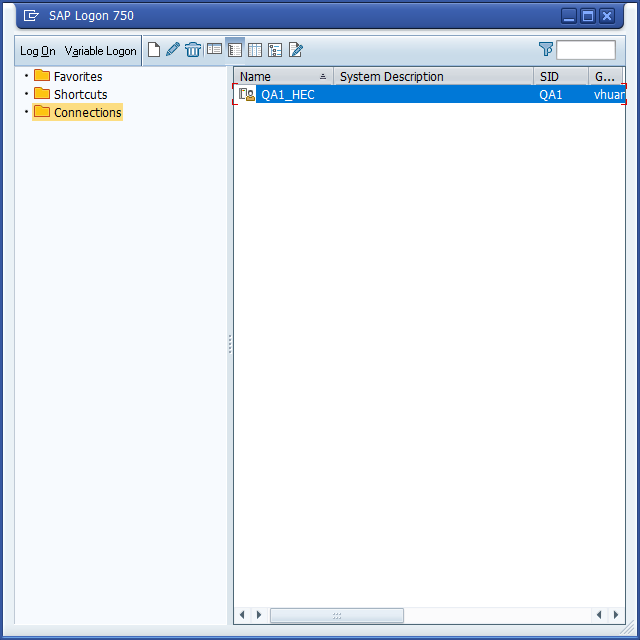 SAP Logon 750
Log On Variable Logon
Favorites
Shortcuts
Connections
Name System Description SID G...
QA1_HEC QA1 vhuar